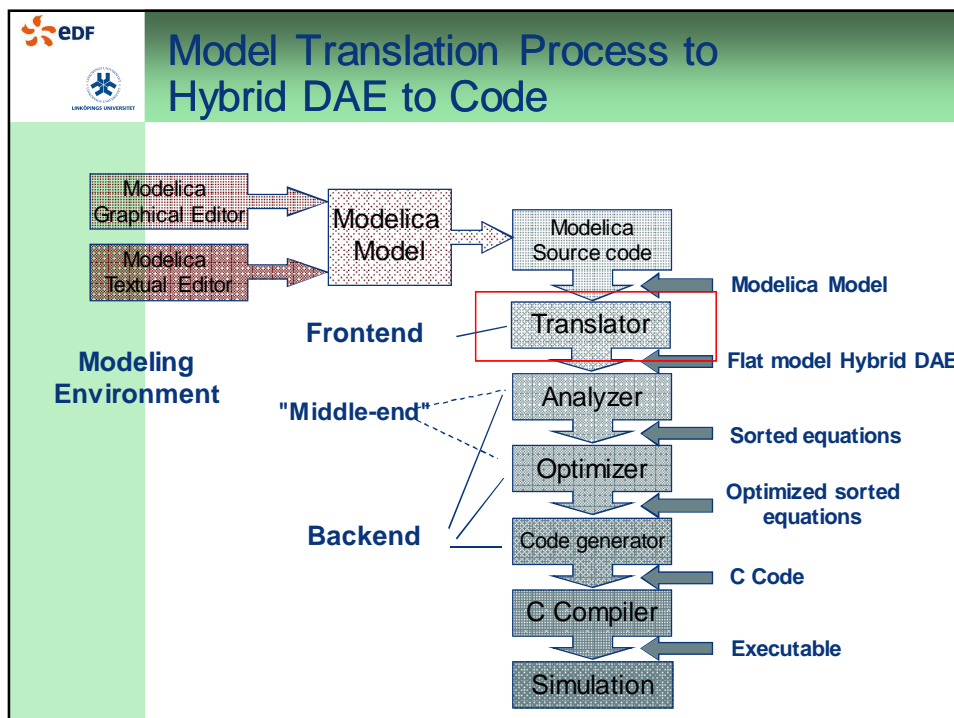 eDF
LINKÖPINGS UNIVERSITET
Model Translation Process to
Hybrid DAE to Code
Modelica
Graphical Editor
Modelica
Textual Editor
Modelica
Model
Modelica
Source code
Modelica Model
Frontend
Translator
Flat model Hybrid DAE
Modeling
Environment
"Middle-end"
Analyzer
Sorted equations
Optimizer
Optimized sorted
equations
Backend
Code generator
C Code
C Compiler
Executable
Simulation